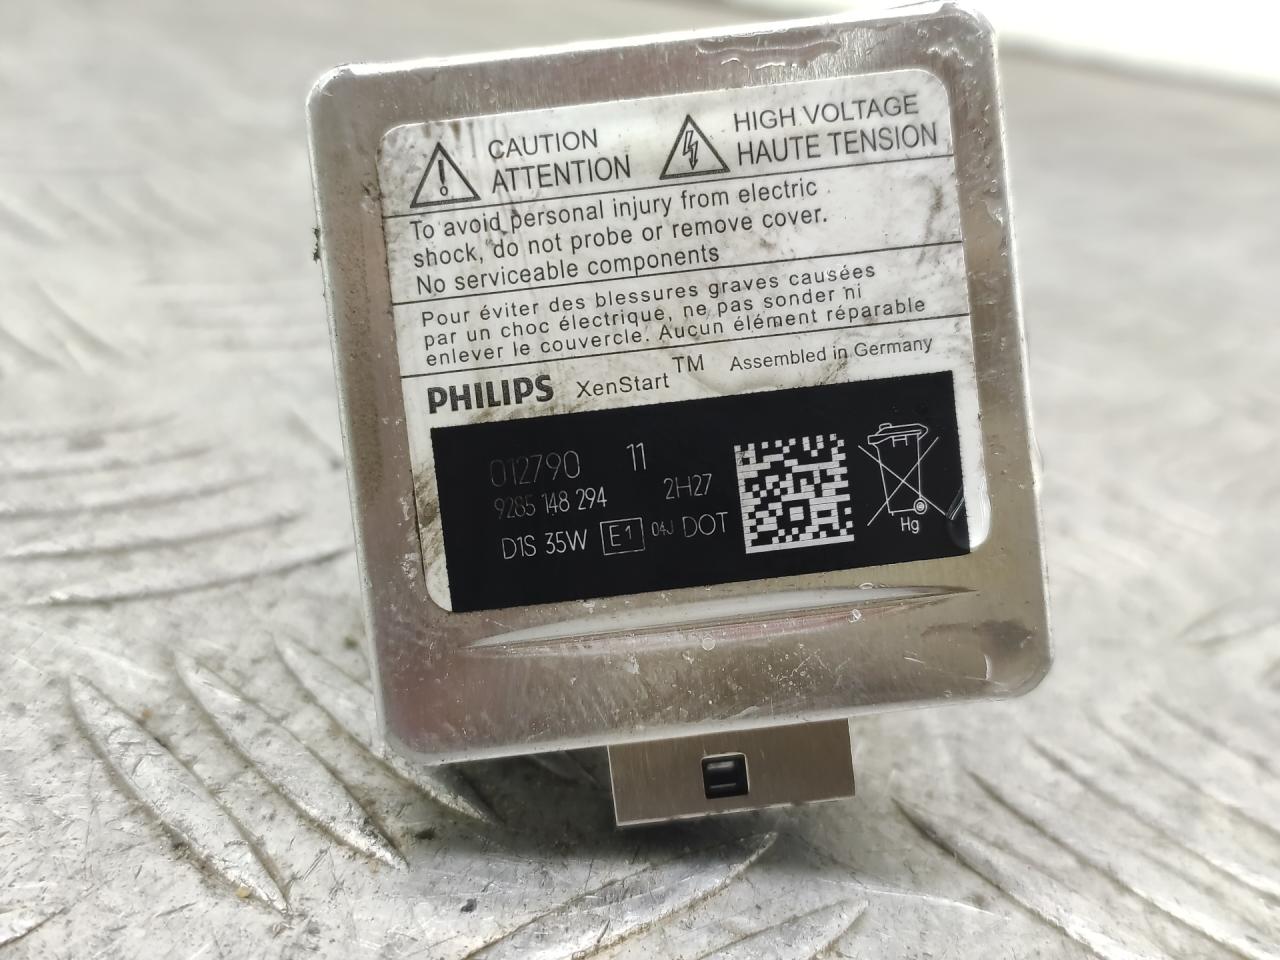 CAUTION
ATTENTION
HIGH VOLTAGE
HAUTE TENSION
To avoid personal injury from electric
shock, do not probe or remove cover.
No serviceable components
Pour éviter des blessures graves causées
par un choc électrique, ne pas sonder ni
enlever le couvercle. Aucun élément réparable
PHILIPS XenStart™ Assembled in Germany
012790 11
9285 148 294 2H27
D1S 35W E1 04J DOT
Hg